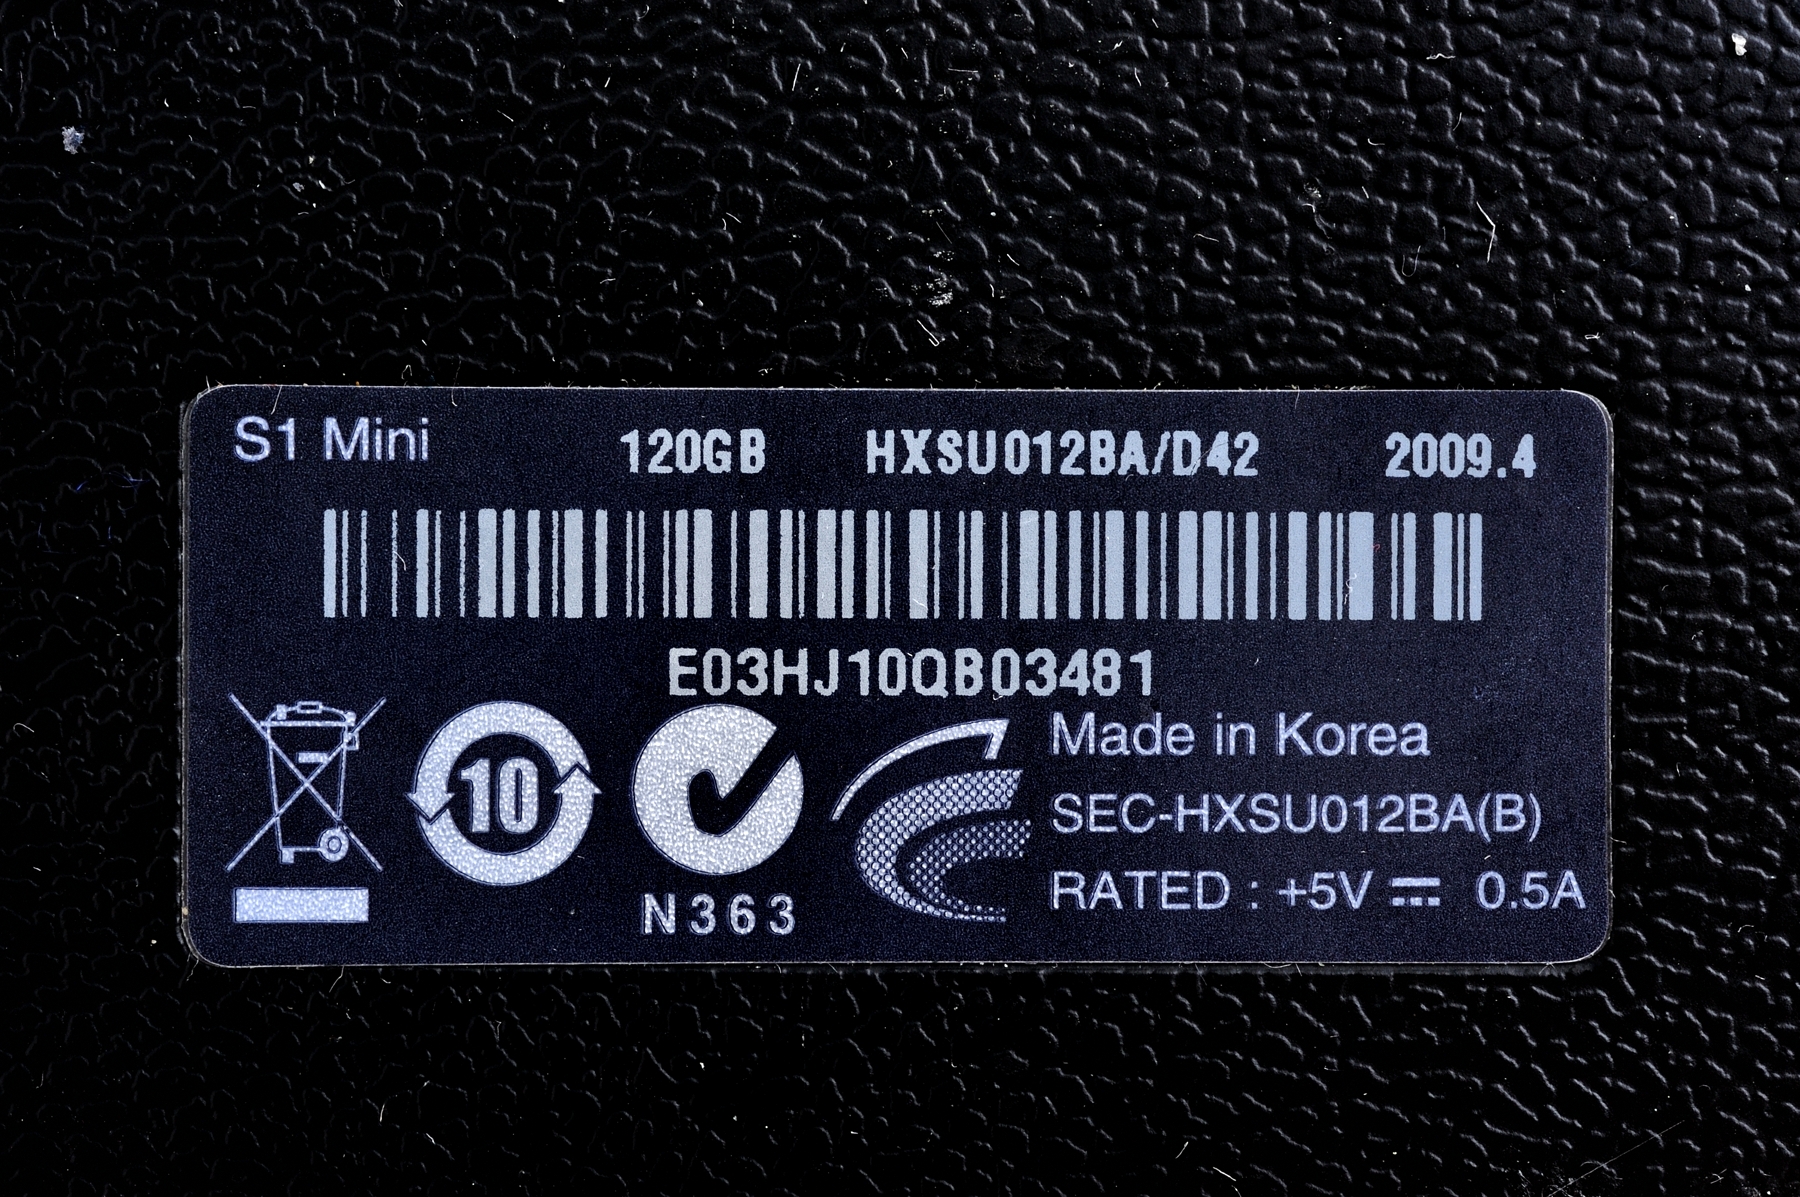 S1 Mini 120GB HXSU012BA/D42 2009.4
E03HJ10QB03481
10
N363
Made in Korea
SEC-HXSU012BA(B)
RATED : +5V ⎓ 0.5A